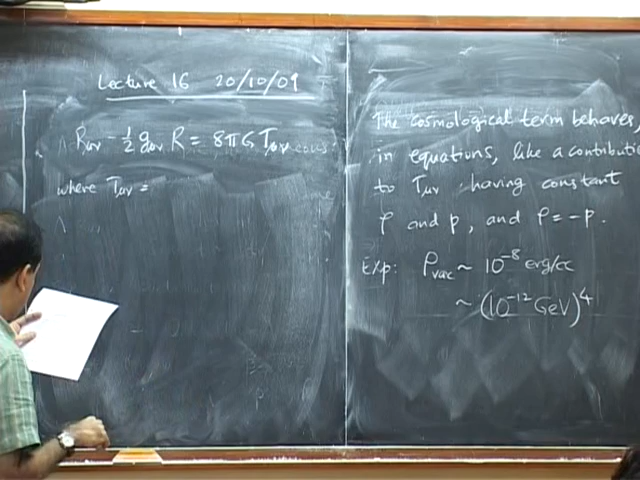 Lecture 16 20/10/09
Rμν - 1/2 gμν R = 8πG Tμν
where Tμν =
The cosmological term behaves,
in equations, like a contributio
to Tμν having constant
ρ and p, and ρ = -p.
Exp: ρvac ~ 10⁻⁸ erg/cc
~ (10⁻¹² GeV)⁴